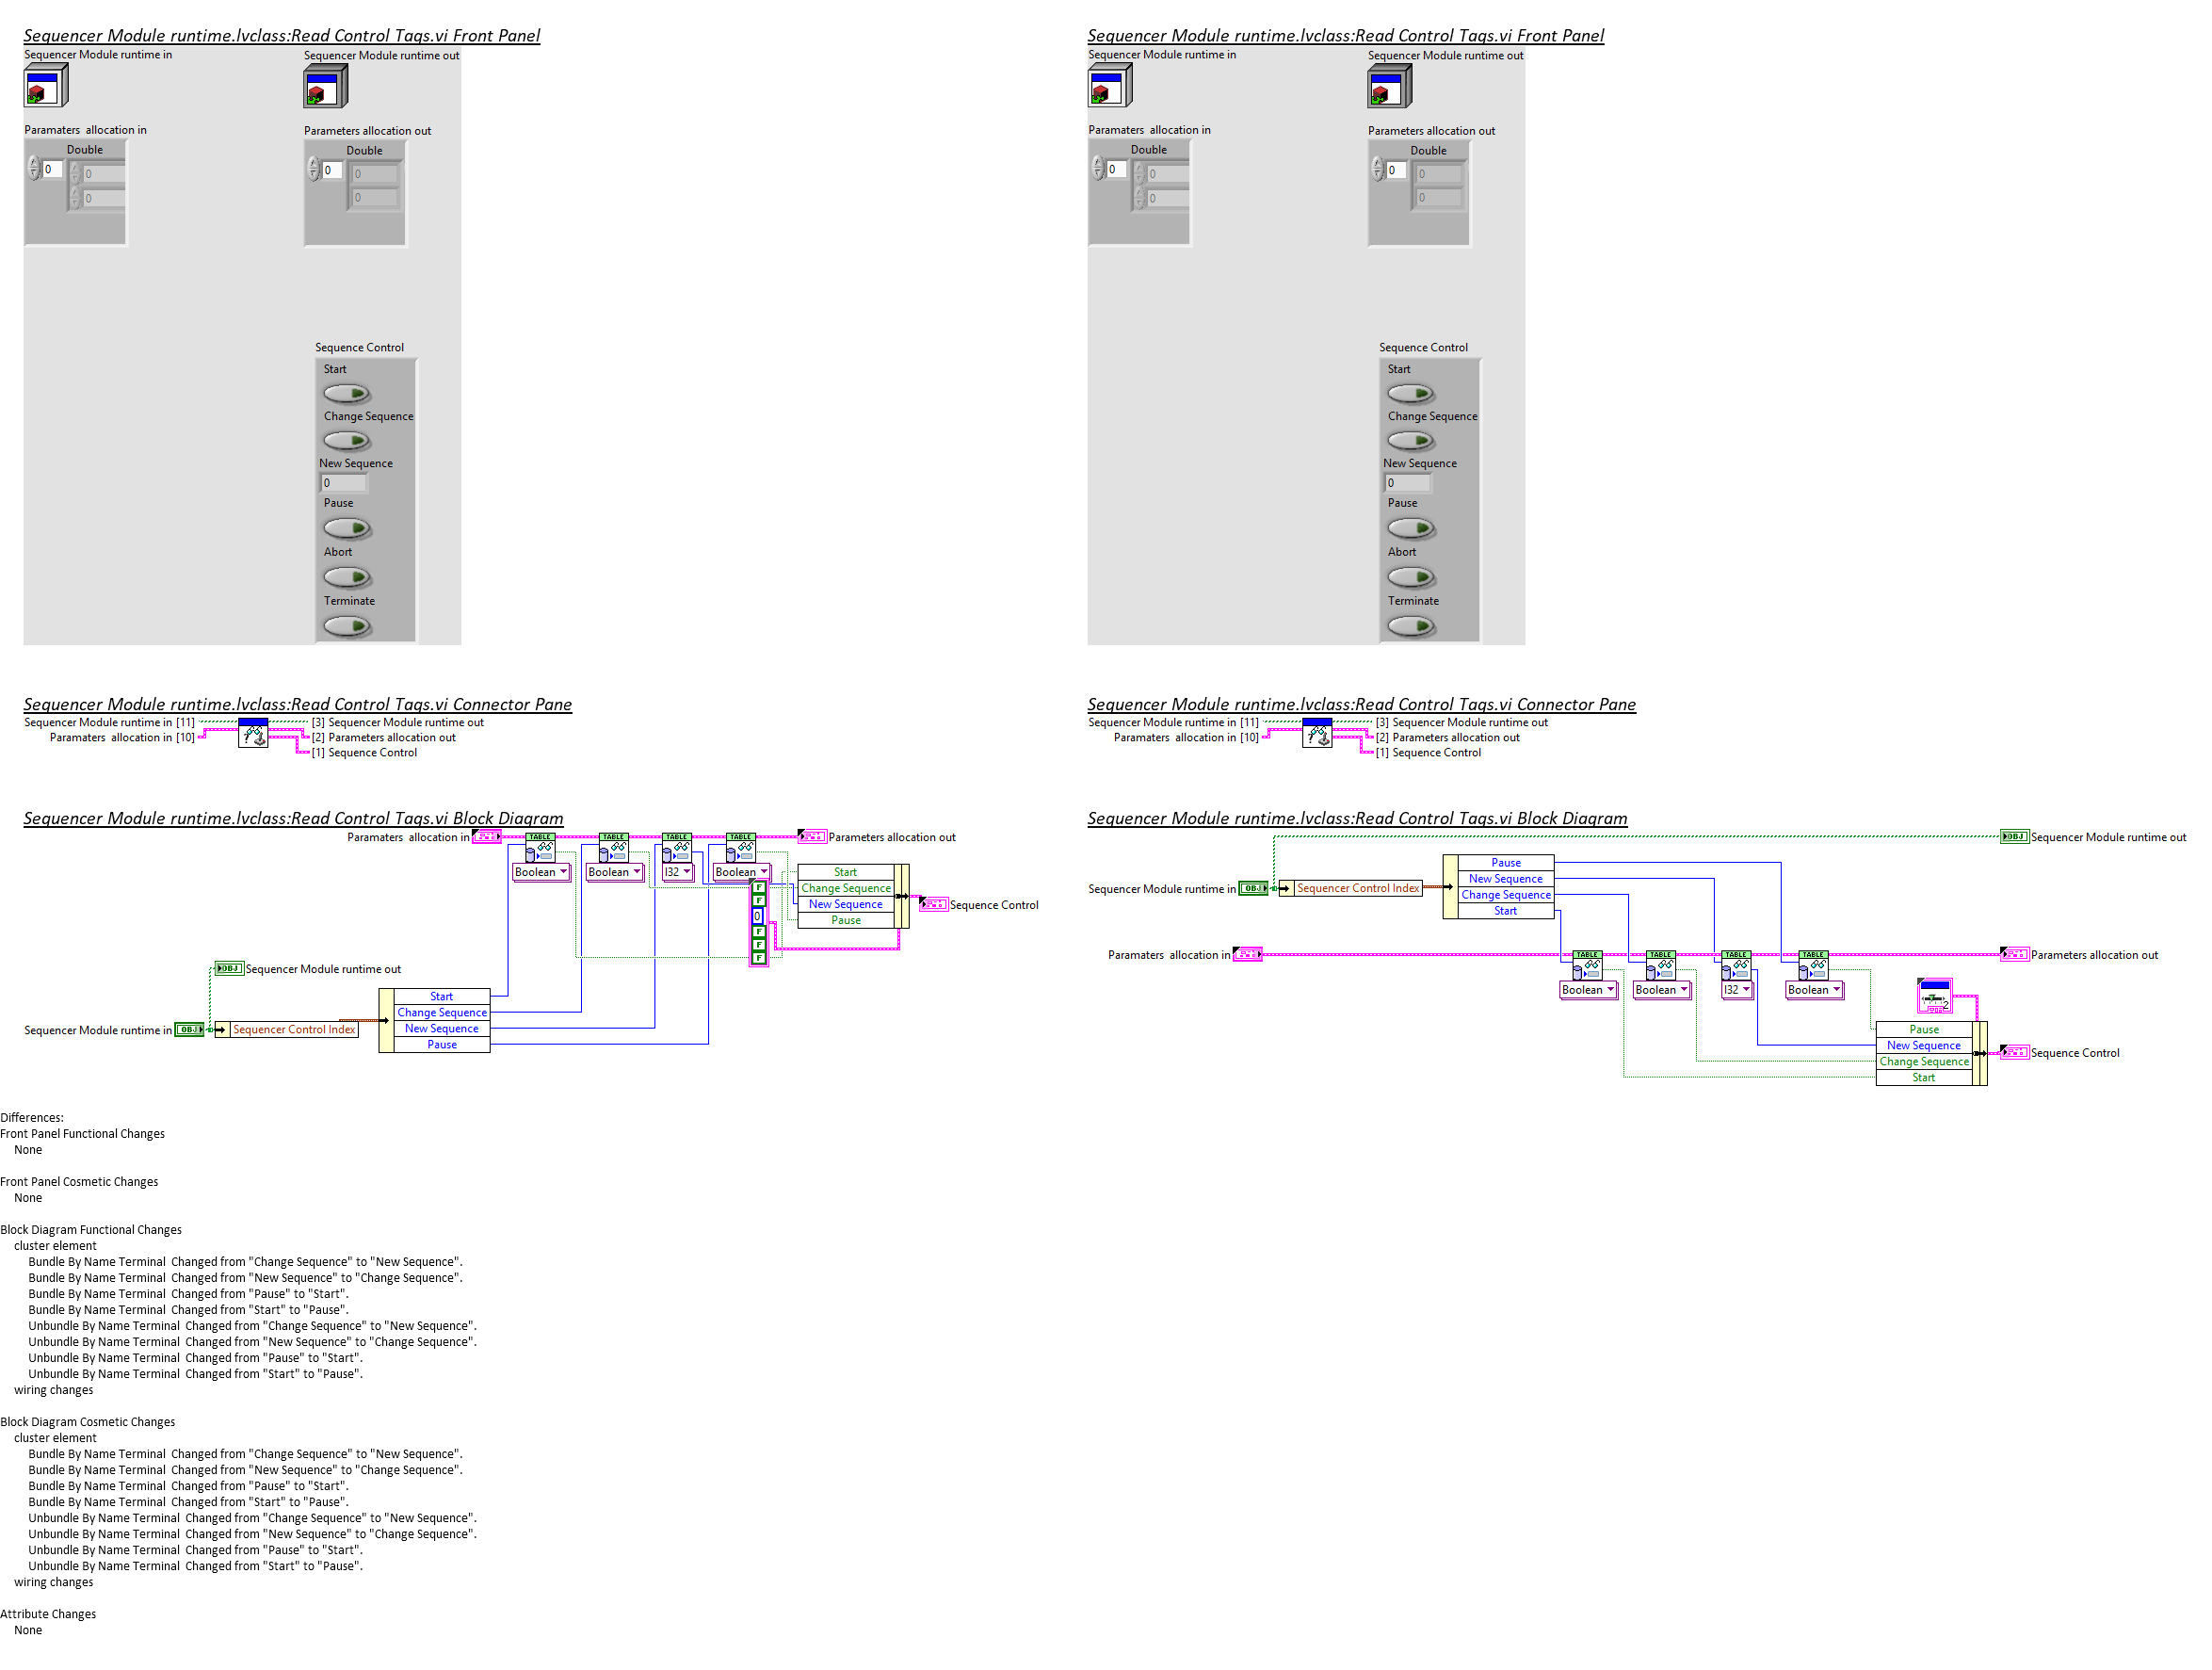 Sequencer Module runtime.lvclass:Read Control Tags.vi Front Panel
Sequencer Module runtime in
Sequencer Module runtime out
Paramaters  allocation in
Parameters allocation out
Double
Double
0
0
0
0
0
0
Sequence Control
Start
Change Sequence
New Sequence
0
Pause
Abort
Terminate
Sequencer Module runtime.lvclass:Read Control Tags.vi Front Panel
Sequencer Module runtime in
Sequencer Module runtime out
Paramaters  allocation in
Parameters allocation out
Double
Double
0
0
0
0
0
0
Sequence Control
Start
Change Sequence
New Sequence
0
Pause
Abort
Terminate
Sequencer Module runtime.lvclass:Read Control Tags.vi Connector Pane
Sequencer Module runtime in [11]
Paramaters  allocation in [10]
?
[3] Sequencer Module runtime out
[2] Parameters allocation out
[1] Sequence Control
Sequencer Module runtime.lvclass:Read Control Tags.vi Connector Pane
Sequencer Module runtime in [11]
Paramaters  allocation in [10]
?
[3] Sequencer Module runtime out
[2] Parameters allocation out
[1] Sequence Control
Sequencer Module runtime.lvclass:Read Control Tags.vi Block Diagram
Paramaters  allocation in
TABLE
TABLE
TABLE
TABLE
Parameters allocation out
Boolean
Boolean
I32
Boolean
F
F
0
F
F
F
Start
Change Sequence
New Sequence
Pause
Sequence Control
OBJ
Sequencer Module runtime out
Sequencer Module runtime in
OBJ
Sequencer Control Index
Start
Change Sequence
New Sequence
Pause
Sequencer Module runtime.lvclass:Read Control Tags.vi Block Diagram
OBJ
Sequencer Module runtime out
Sequencer Module runtime in
OBJ
Sequencer Control Index
Pause
New Sequence
Change Sequence
Start
Paramaters  allocation in
TABLE
TABLE
TABLE
TABLE
Parameters allocation out
Boolean
Boolean
I32
Boolean
2
Pause
New Sequence
Change Sequence
Start
Sequence Control
Differences:
Front Panel Functional Changes
None
Front Panel Cosmetic Changes
None
Block Diagram Functional Changes
cluster element
Bundle By Name Terminal  Changed from "Change Sequence" to "New Sequence".
Bundle By Name Terminal  Changed from "New Sequence" to "Change Sequence".
Bundle By Name Terminal  Changed from "Pause" to "Start".
Bundle By Name Terminal  Changed from "Start" to "Pause".
Unbundle By Name Terminal  Changed from "Change Sequence" to "New Sequence".
Unbundle By Name Terminal  Changed from "New Sequence" to "Change Sequence".
Unbundle By Name Terminal  Changed from "Pause" to "Start".
Unbundle By Name Terminal  Changed from "Start" to "Pause".
wiring changes
Block Diagram Cosmetic Changes
cluster element
Bundle By Name Terminal  Changed from "Change Sequence" to "New Sequence".
Bundle By Name Terminal  Changed from "New Sequence" to "Change Sequence".
Bundle By Name Terminal  Changed from "Pause" to "Start".
Bundle By Name Terminal  Changed from "Start" to "Pause".
Unbundle By Name Terminal  Changed from "Change Sequence" to "New Sequence".
Unbundle By Name Terminal  Changed from "New Sequence" to "Change Sequence".
Unbundle By Name Terminal  Changed from "Pause" to "Start".
Unbundle By Name Terminal  Changed from "Start" to "Pause".
wiring changes
Attribute Changes
None